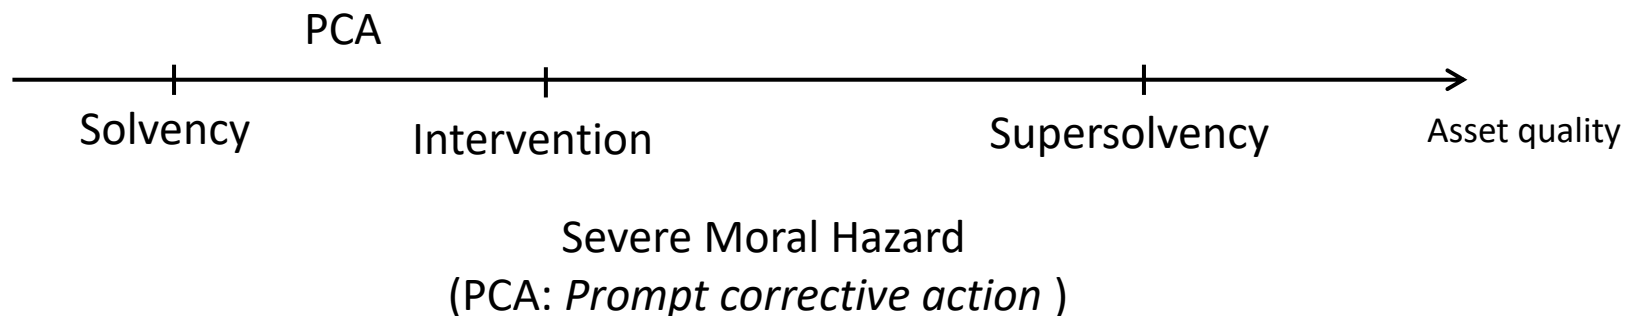 PCA
Solvency
Intervention
Supersolvency
Asset quality
Severe Moral Hazard
(PCA: Prompt corrective action )